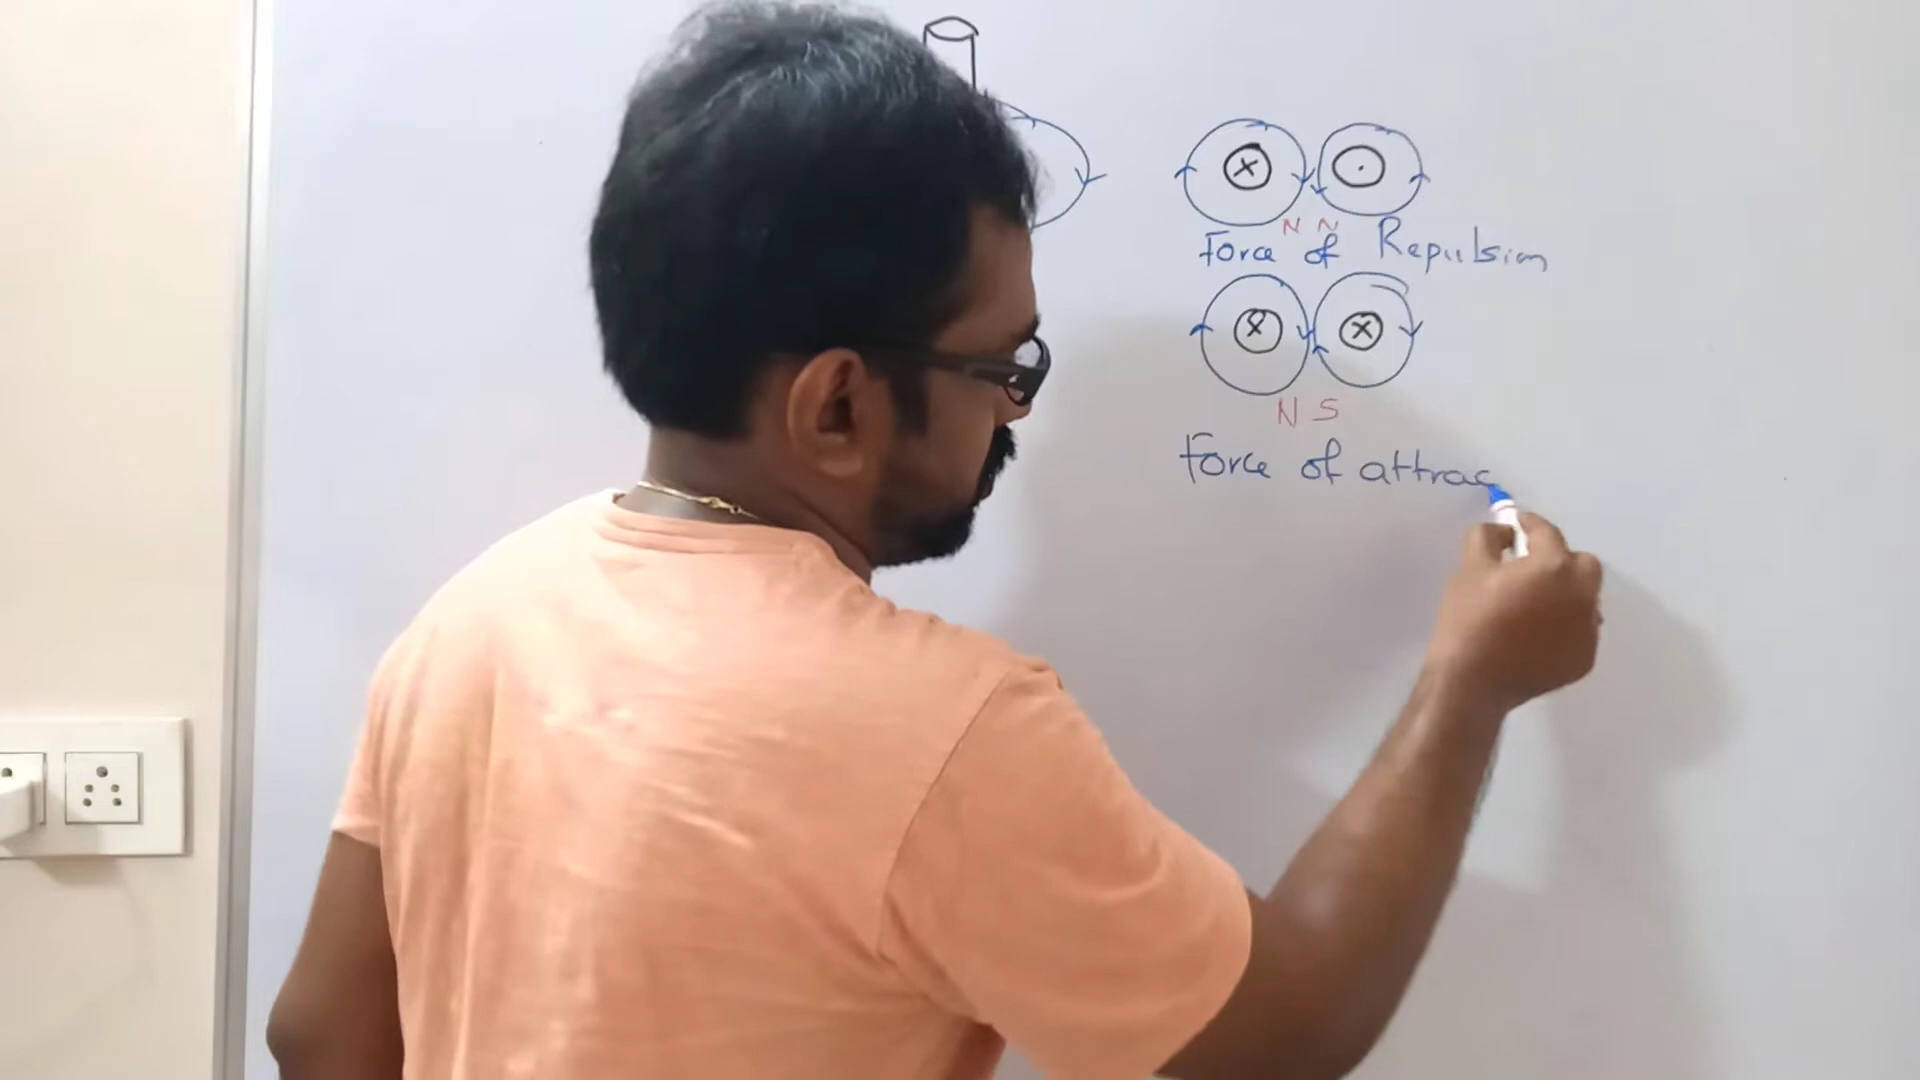 N N
Force of Repulsion
N S
Force of attrac